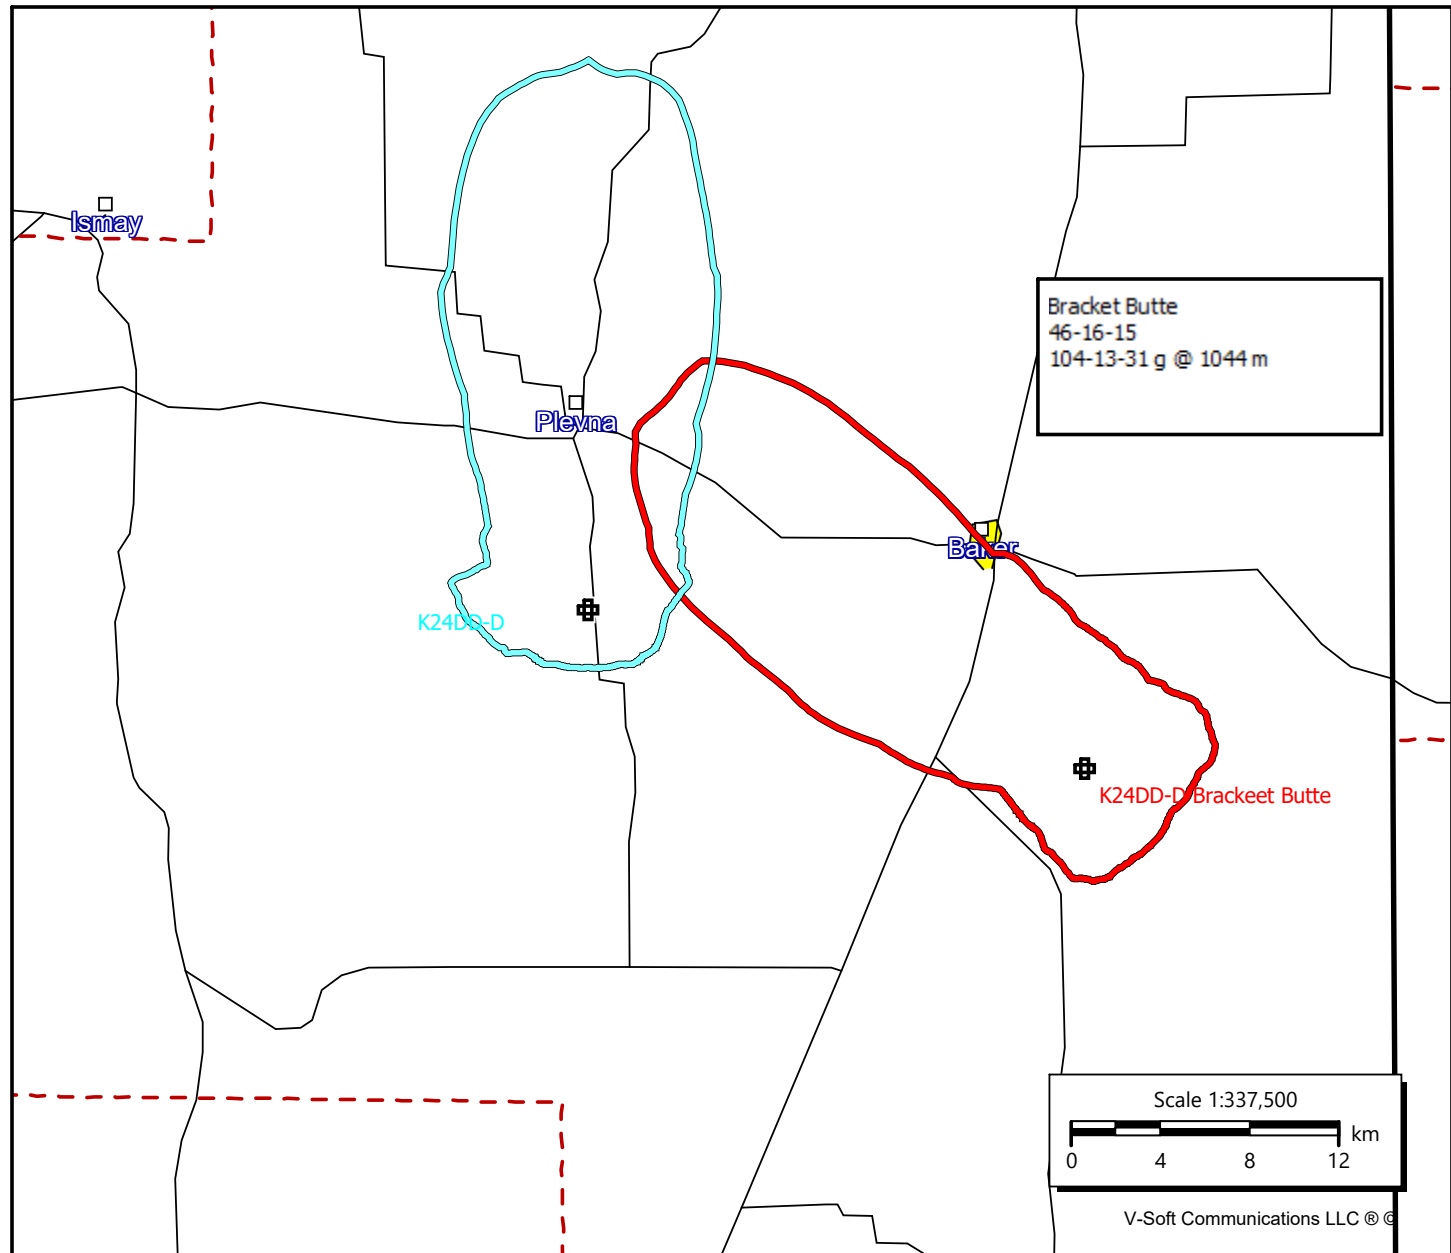 Ismay
Bracket Butte
46-16-15
104-13-31 g @ 1044 m
Plevna
Baker
K24DD-D
K24DD-D Brackeet Butte
Scale 1:337,500
km
0 4 8 12
V-Soft Communications LLC ® ©